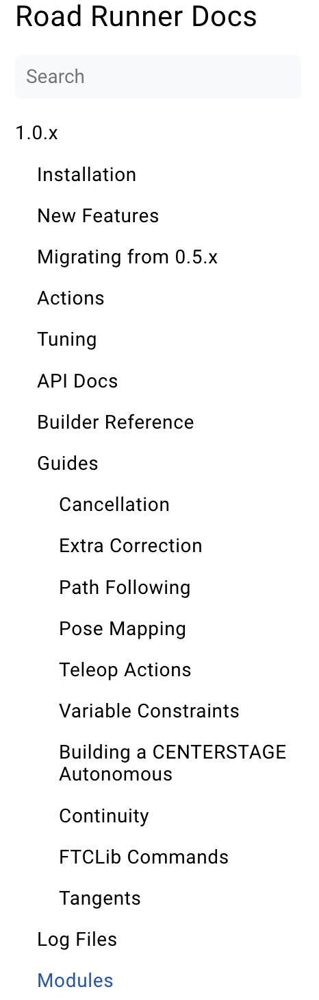 Road Runner Docs
Search
1.0.x
Installation
New Features
Migrating from 0.5.x
Actions
Tuning
API Docs
Builder Reference
Guides
Cancellation
Extra Correction
Path Following
Pose Mapping
Teleop Actions
Variable Constraints
Building a CENTERSTAGE
Autonomous
Continuity
FTCLib Commands
Tangents
Log Files
Modules